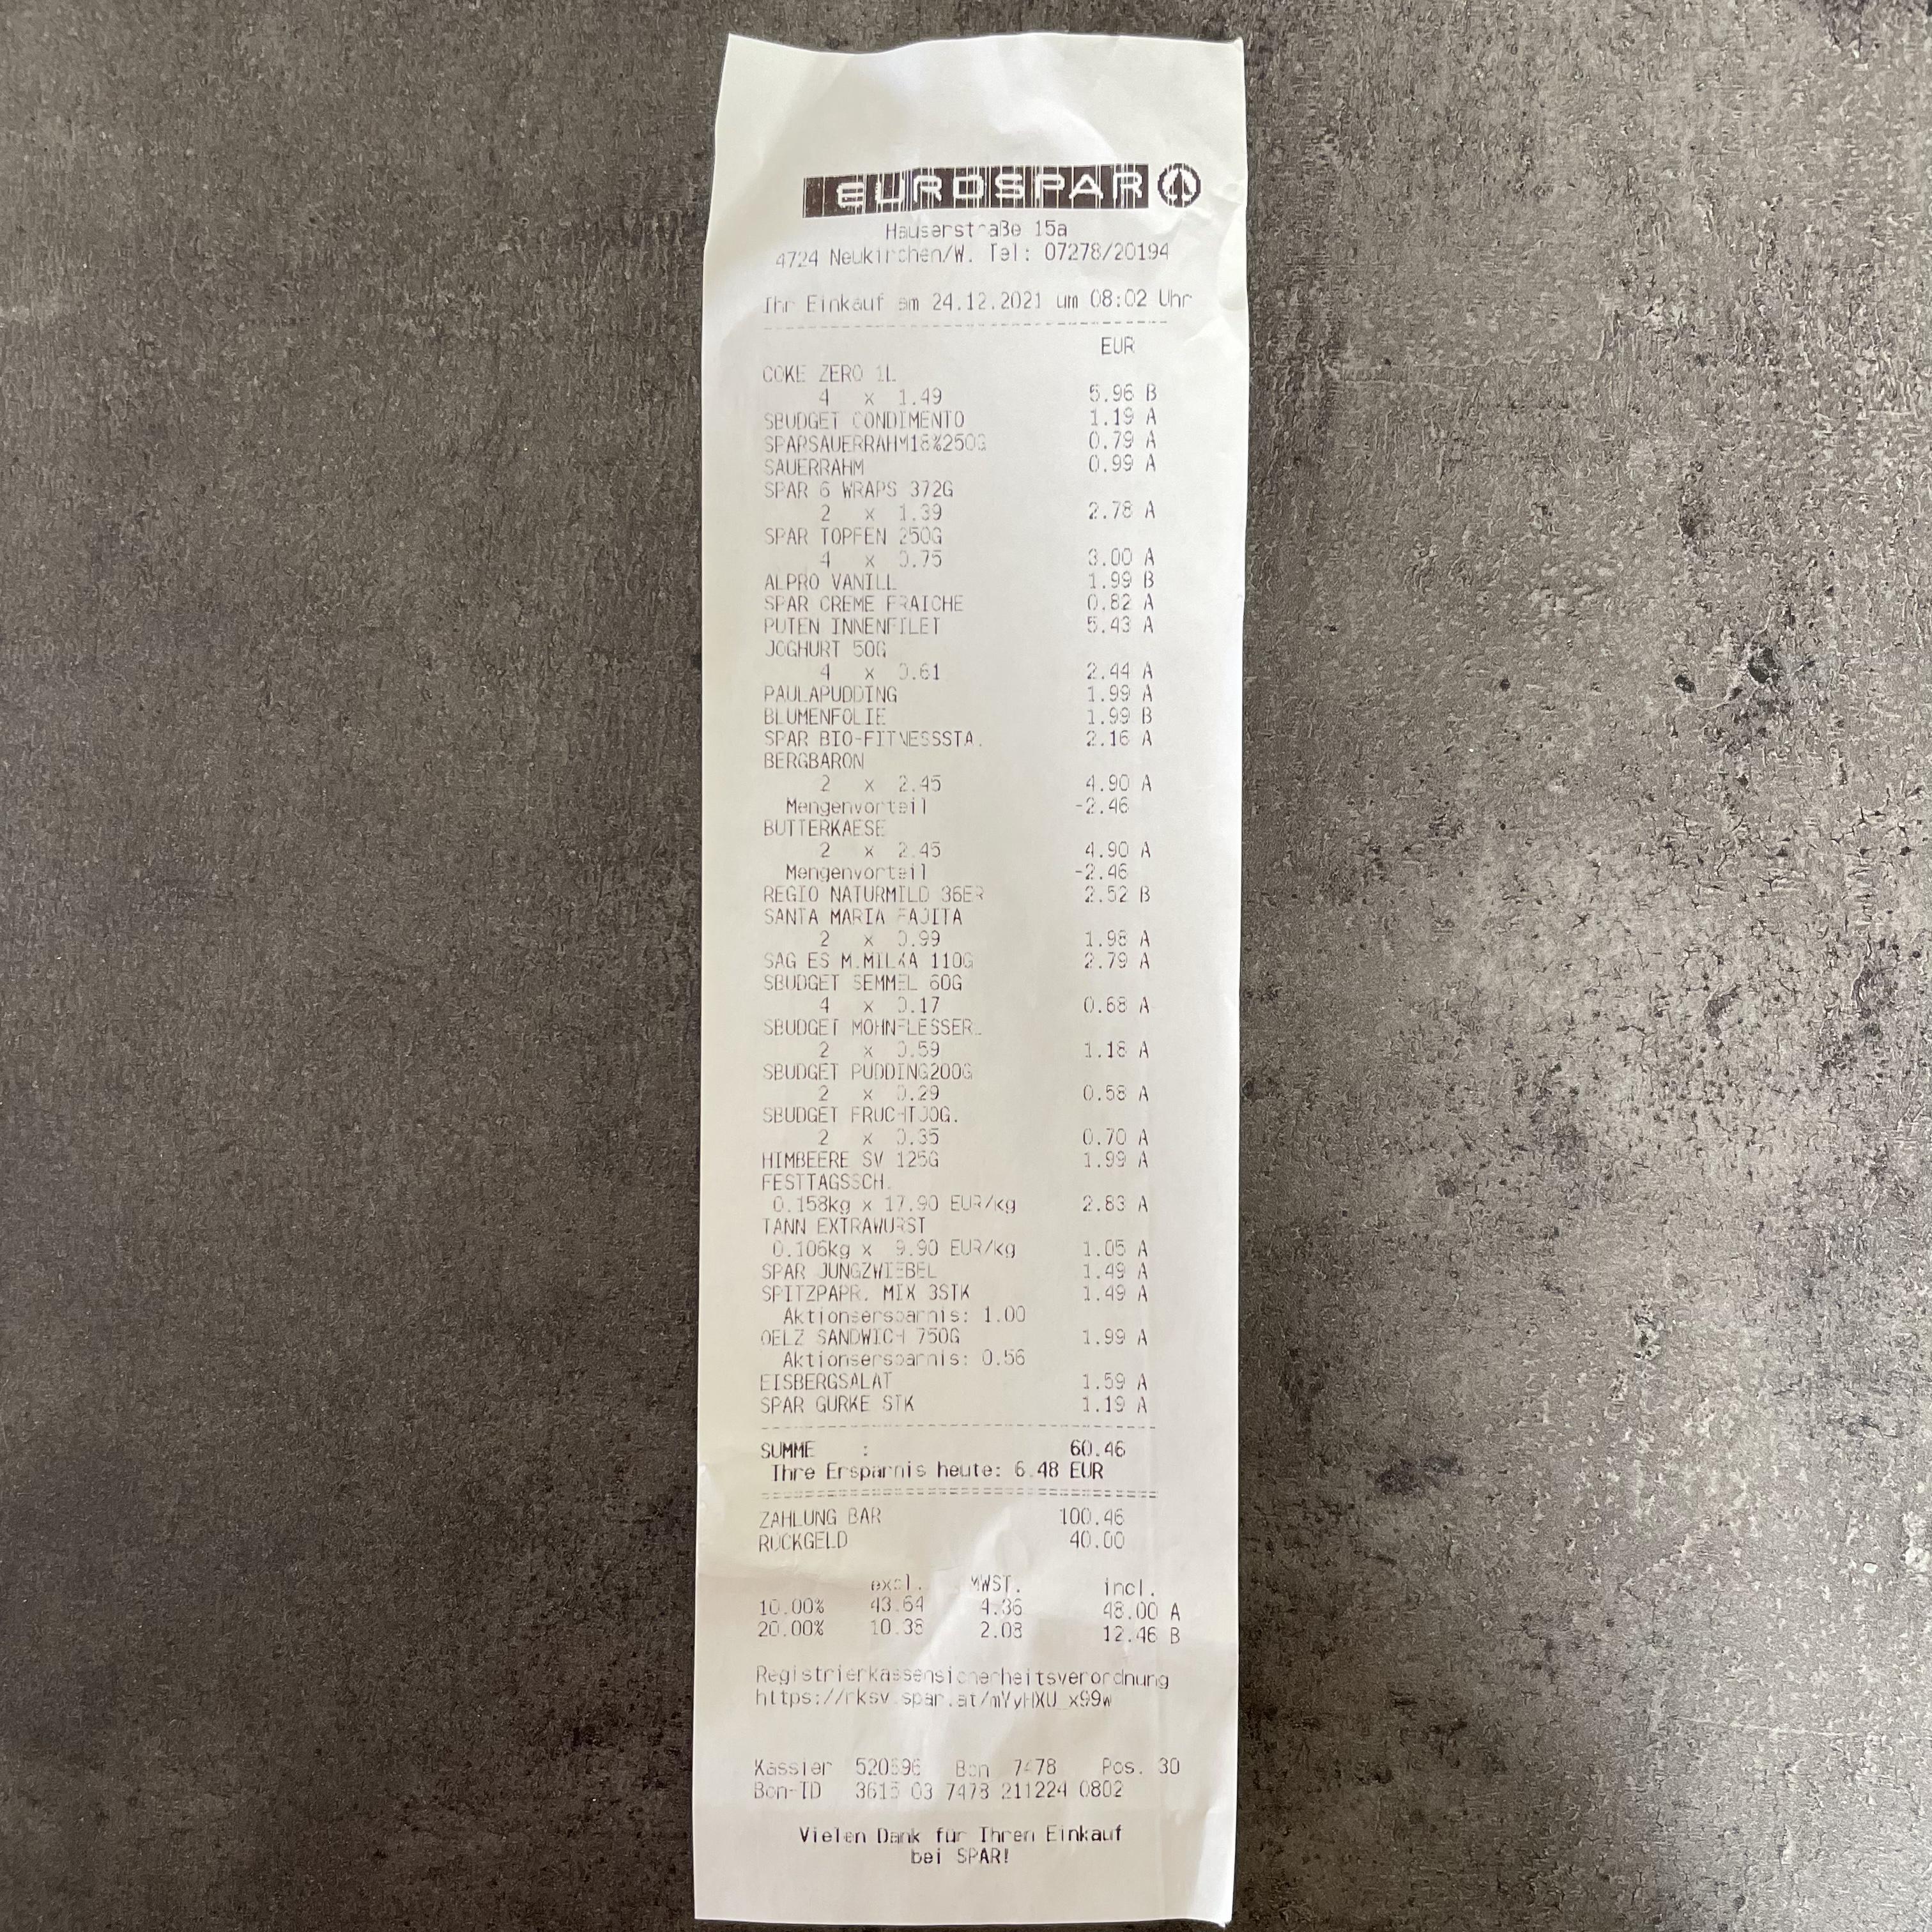 EUROSPAR
Hauserstraße 15a
4724 Neukirchen/W. Tel: 07278/20194
Ihr Einkauf am 24.12.2021 um 08:02 Uhr
EUR
COKE ZERO 1L
4 x 1.49 5.96 B
SBUDGET CONDIMENTO 1.19 A
SPARSAUERRAHM18%250G 0.79 A
SAUERRAHM 0.99 A
SPAR 6 WRAPS 372G
2 x 1.39 2.78 A
SPAR TOPFEN 250G
4 x 0.75 3.00 A
ALPRO VANILL 1.99 B
SPAR CREME FRAICHE 0.82 A
PUTEN INNENFILET 5.43 A
JOGHURT 50G
4 x 0.61 2.44 A
PAULAPUDDING 1.99 A
BLUMENFOLIE 1.99 B
SPAR BIO-FITNESSSTA. 2.16 A
BERGBARON
2 x 2.45 4.90 A
Mengenvorteil -2.46
BUTTERKAESE
2 x 2.45 4.90 A
Mengenvorteil -2.46
REGIO NATURMILD 36ER 2.52 B
SANTA MARIA FAJITA
2 x 0.99 1.98 A
SAG ES M.MILKA 110G 2.79 A
SBUDGET SEMMEL 60G
4 x 0.17 0.68 A
SBUDGET MOHNFLESSERL
2 x 0.59 1.18 A
SBUDGET PUDDING200G
2 x 0.29 0.58 A
SBUDGET FRUCHTJOG.
2 x 0.35 0.70 A
HIMBEERE SV 125G 1.99 A
FESTTAGSSCH.
0.158kg x 17.90 EUR/kg 2.83 A
TANN EXTRAWURST
0.106kg x 9.90 EUR/kg 1.05 A
SPAR JUNGZWIEBEL 1.49 A
SPITZPAPR. MIX 3STK 1.49 A
Aktionsersparnis: 1.00
OELZ SANDWICH 750G 1.99 A
Aktionsersparnis: 0.56
EISBERGSALAT 1.59 A
SPAR GURKE STK 1.19 A
SUMME : 60.46
Ihre Ersparnis heute: 6.48 EUR
ZAHLUNG BAR 100.46
RÜCKGELD 40.00
excl. MWST. incl.
10.00% 43.64 4.36 48.00 A
20.00% 10.38 2.08 12.46 B
Registrierkassensicherheitsverordnung
https://rksv.spar.at/mYyHXU_x99w
Kassier 520596 Bon 7478 Pos. 30
Bon-ID 3615 03 7478 211224 0802
Vielen Dank für Ihren Einkauf
bei SPAR!